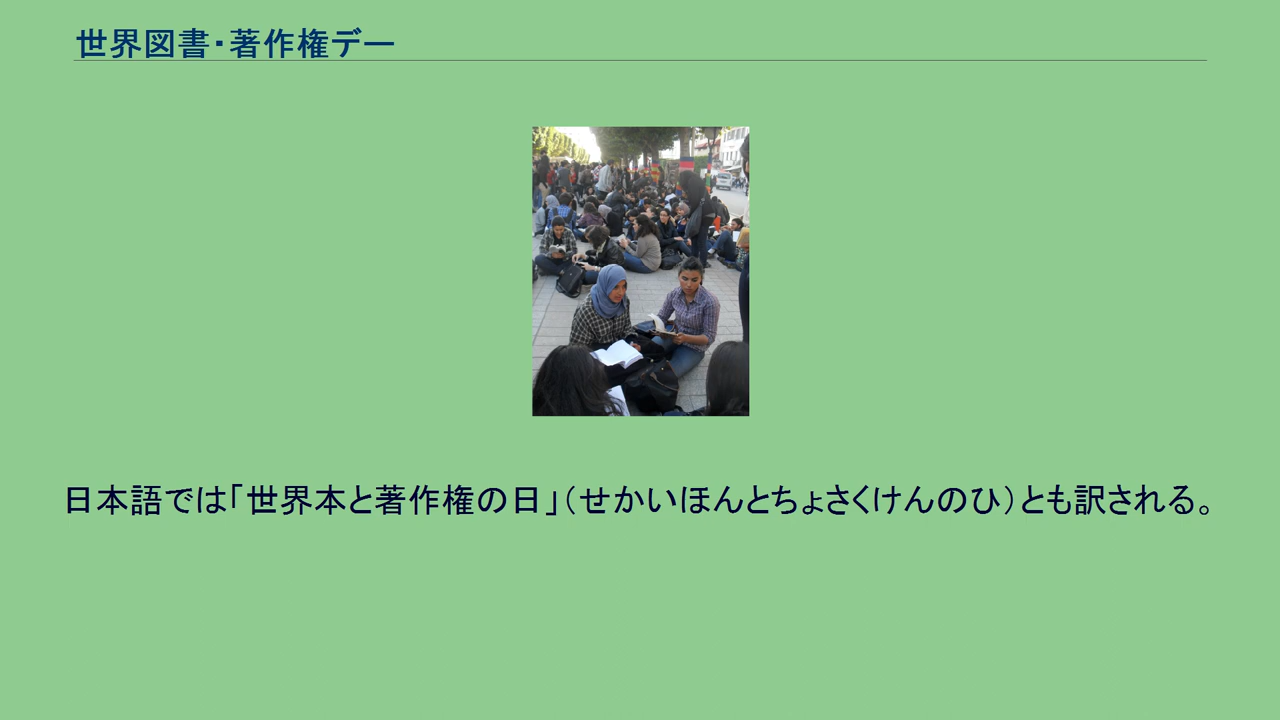 世界図書・著作権デー
日本語では「世界本と著作権の日」（せかいほんとちょさくけんのひ）とも訳される。